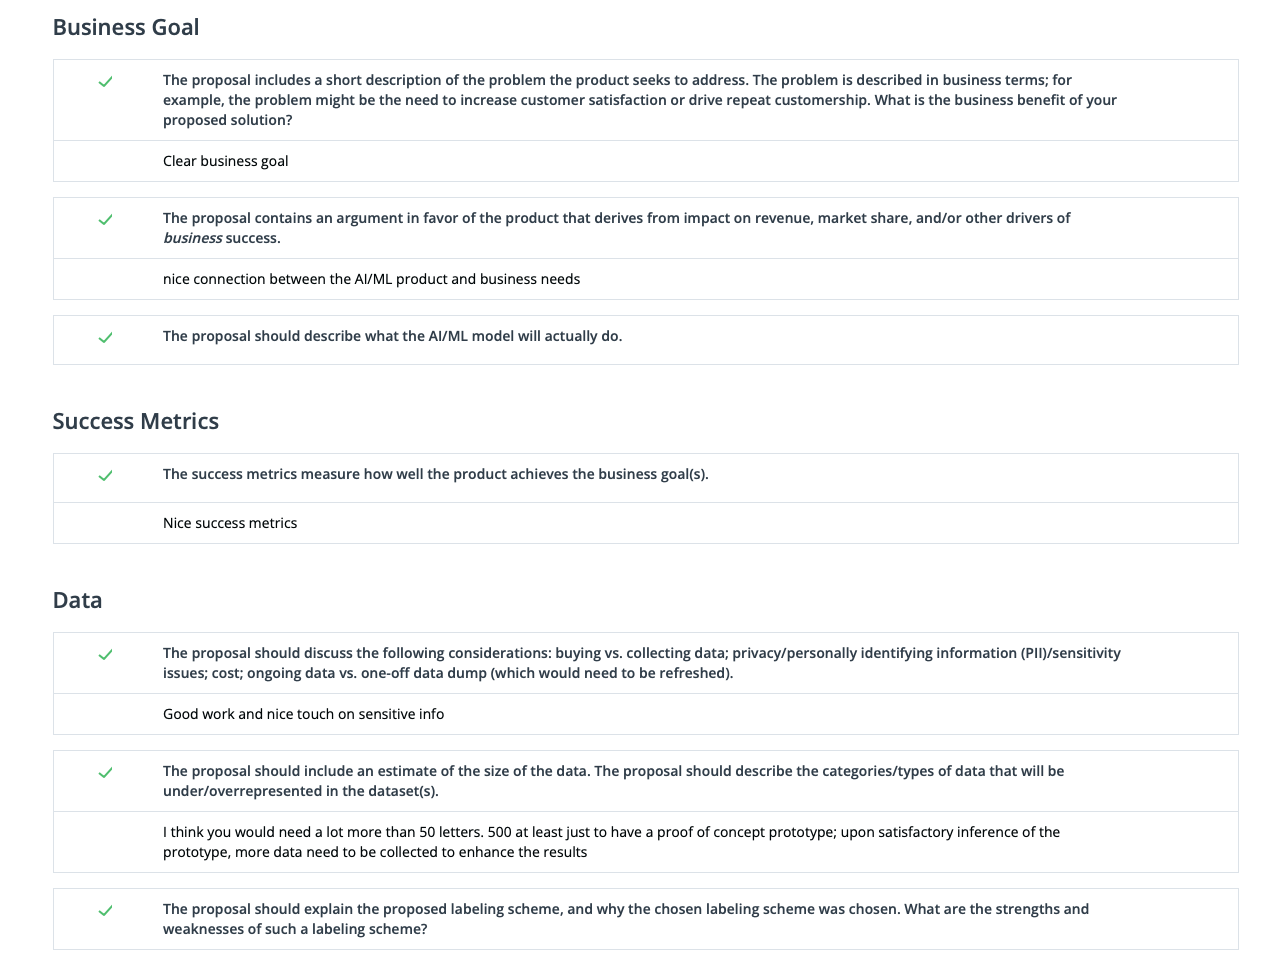 Business Goal
The proposal includes a short description of the problem the product seeks to address. The problem is described in business terms; for
example, the problem might be the need to increase customer satisfaction or drive repeat customership. What is the business benefit of your
proposed solution?
Clear business goal
The proposal contains an argument in favor of the product that derives from impact on revenue, market share, and/or other drivers of
business success.
nice connection between the AI/ML product and business needs
The proposal should describe what the AI/ML model will actually do.
Success Metrics
The success metrics measure how well the product achieves the business goal(s).
Nice success metrics
Data
The proposal should discuss the following considerations: buying vs. collecting data; privacy/personally identifying information (PII)/sensitivity
issues; cost; ongoing data vs. one-off data dump (which would need to be refreshed).
Good work and nice touch on sensitive info
The proposal should include an estimate of the size of the data. The proposal should describe the categories/types of data that will be
under/overrepresented in the dataset(s).
I think you would need a lot more than 50 letters. 500 at least just to have a proof of concept prototype; upon satisfactory inference of the
prototype, more data need to be collected to enhance the results
The proposal should explain the proposed labeling scheme, and why the chosen labeling scheme was chosen. What are the strengths and
weaknesses of such a labeling scheme?